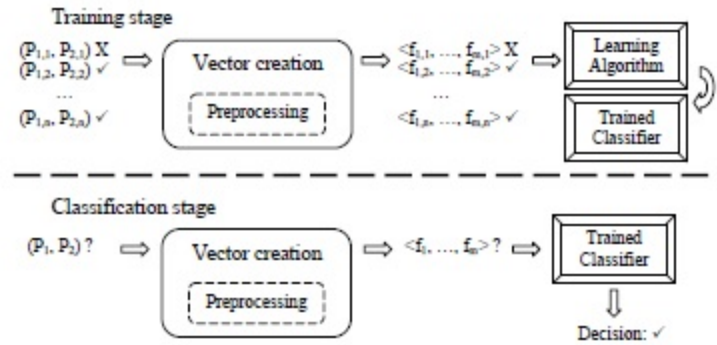 Training stage
(P1,1, P2,1) X
(P1,2, P2,2) ✓
...
(P1,n, P2,n) ✓
Vector creation
Preprocessing
<f1,1, ..., fm,1> X
<f1,2, ..., fm,2> ✓
...
<f1,n, ..., fm,n> ✓
Learning
Algorithm
Trained
Classifier
Classification stage
(P1, P2) ?
Vector creation
Preprocessing
<f1, ..., fm> ?
Trained
Classifier
Decision: ✓